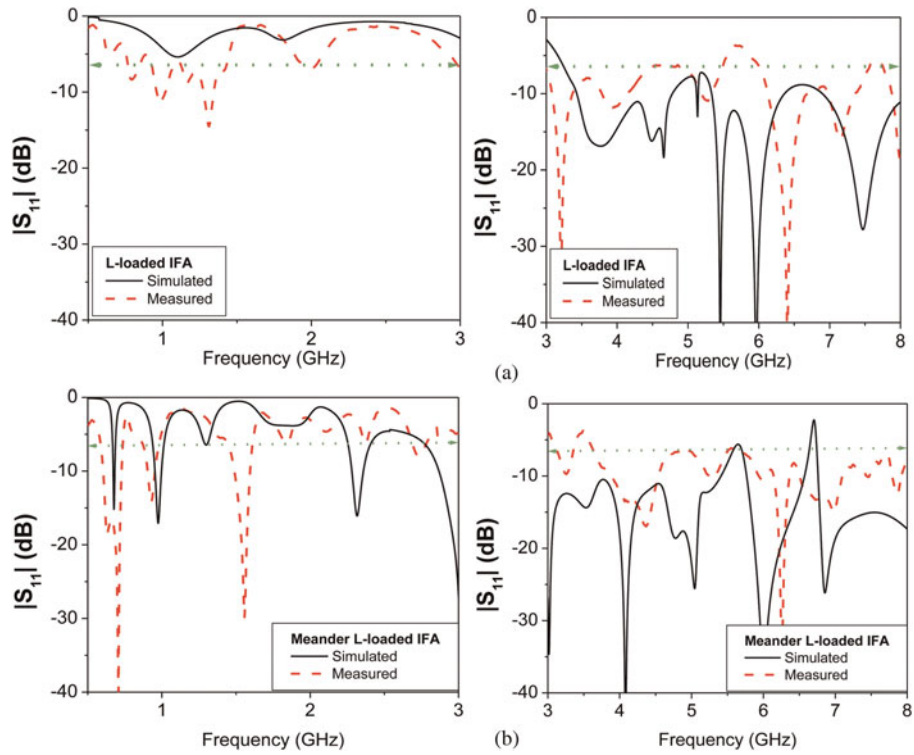 0
-10
-20
-30
-40
|S11| (dB)
L-loaded IFA
Simulated
Measured
1
2
3
Frequency (GHz)
0
-10
-20
-30
-40
|S11| (dB)
L-loaded IFA
Simulated
Measured
3
4
5
6
7
8
Frequency (GHz)
(a)
0
-10
-20
-30
-40
|S11| (dB)
Meander L-loaded IFA
Simulated
Measured
1
2
3
Frequency (GHz)
0
-10
-20
-30
-40
|S11| (dB)
Meander L-loaded IFA
Simulated
Measured
3
4
5
6
7
8
Frequency (GHz)
(b)